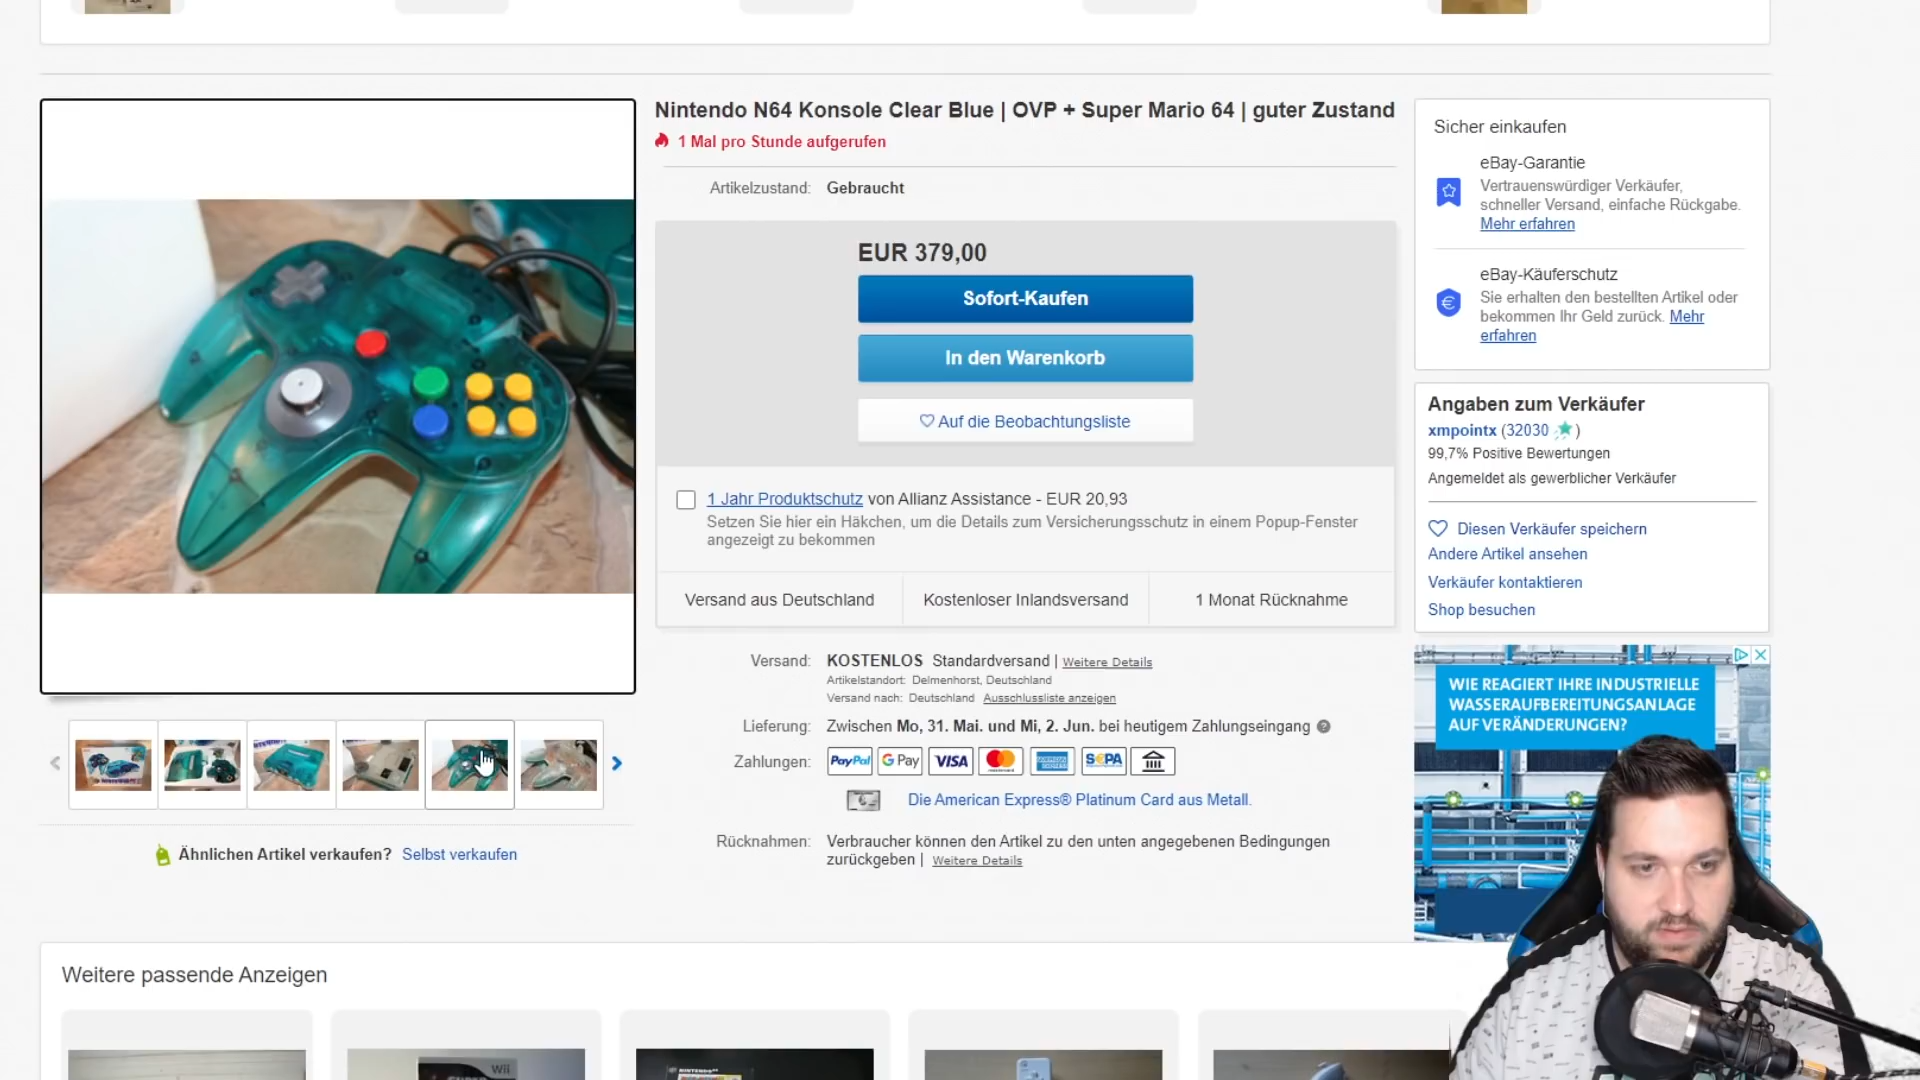 Nintendo N64 Konsole Clear Blue | OVP + Super Mario 64 | guter Zustand
1 Mal pro Stunde aufgerufen
Artikelzustand: Gebraucht
EUR 379,00
Sofort-Kaufen
In den Warenkorb
Auf die Beobachtungsliste
1 Jahr Produktschutz von Allianz Assistance - EUR 20,93
Setzen Sie hier ein Häkchen, um die Details zum Versicherungsschutz in einem Popup-Fenster
angezeigt zu bekommen
Versand aus Deutschland
Kostenloser Inlandsversand
1 Monat Rücknahme
Versand: KOSTENLOS Standardversand | Weitere Details
Artikelstandort: Delmenhorst, Deutschland
Versand nach: Deutschland Ausschlussliste anzeigen
Lieferung: Zwischen Mo, 31. Mai. und Mi, 2. Jun. bei heutigem Zahlungseingang
Zahlungen: PayPal G Pay VISA SEPA
Die American Express® Platinum Card aus Metall.
Rücknahmen: Verbraucher können den Artikel zu den unten angegebenen Bedingungen
zurückgeben | Weitere Details
Ähnlichen Artikel verkaufen? Selbst verkaufen
Sicher einkaufen
eBay-Garantie
Vertrauenswürdiger Verkäufer,
schneller Versand, einfache Rückgabe.
Mehr erfahren
eBay-Käuferschutz
Sie erhalten den bestellten Artikel oder
bekommen Ihr Geld zurück. Mehr
erfahren
Angaben zum Verkäufer
xmpointx (32030 )
99,7% Positive Bewertungen
Angemeldet als gewerblicher Verkäufer
Diesen Verkäufer speichern
Andere Artikel ansehen
Verkäufer kontaktieren
Shop besuchen
WIE REAGIERT IHRE INDUSTRIELLE
WASSERAUFBEREITUNGSANLAGE
AUF VERÄNDERUNGEN?
Weitere passende Anzeigen
Wii
NINTENDO